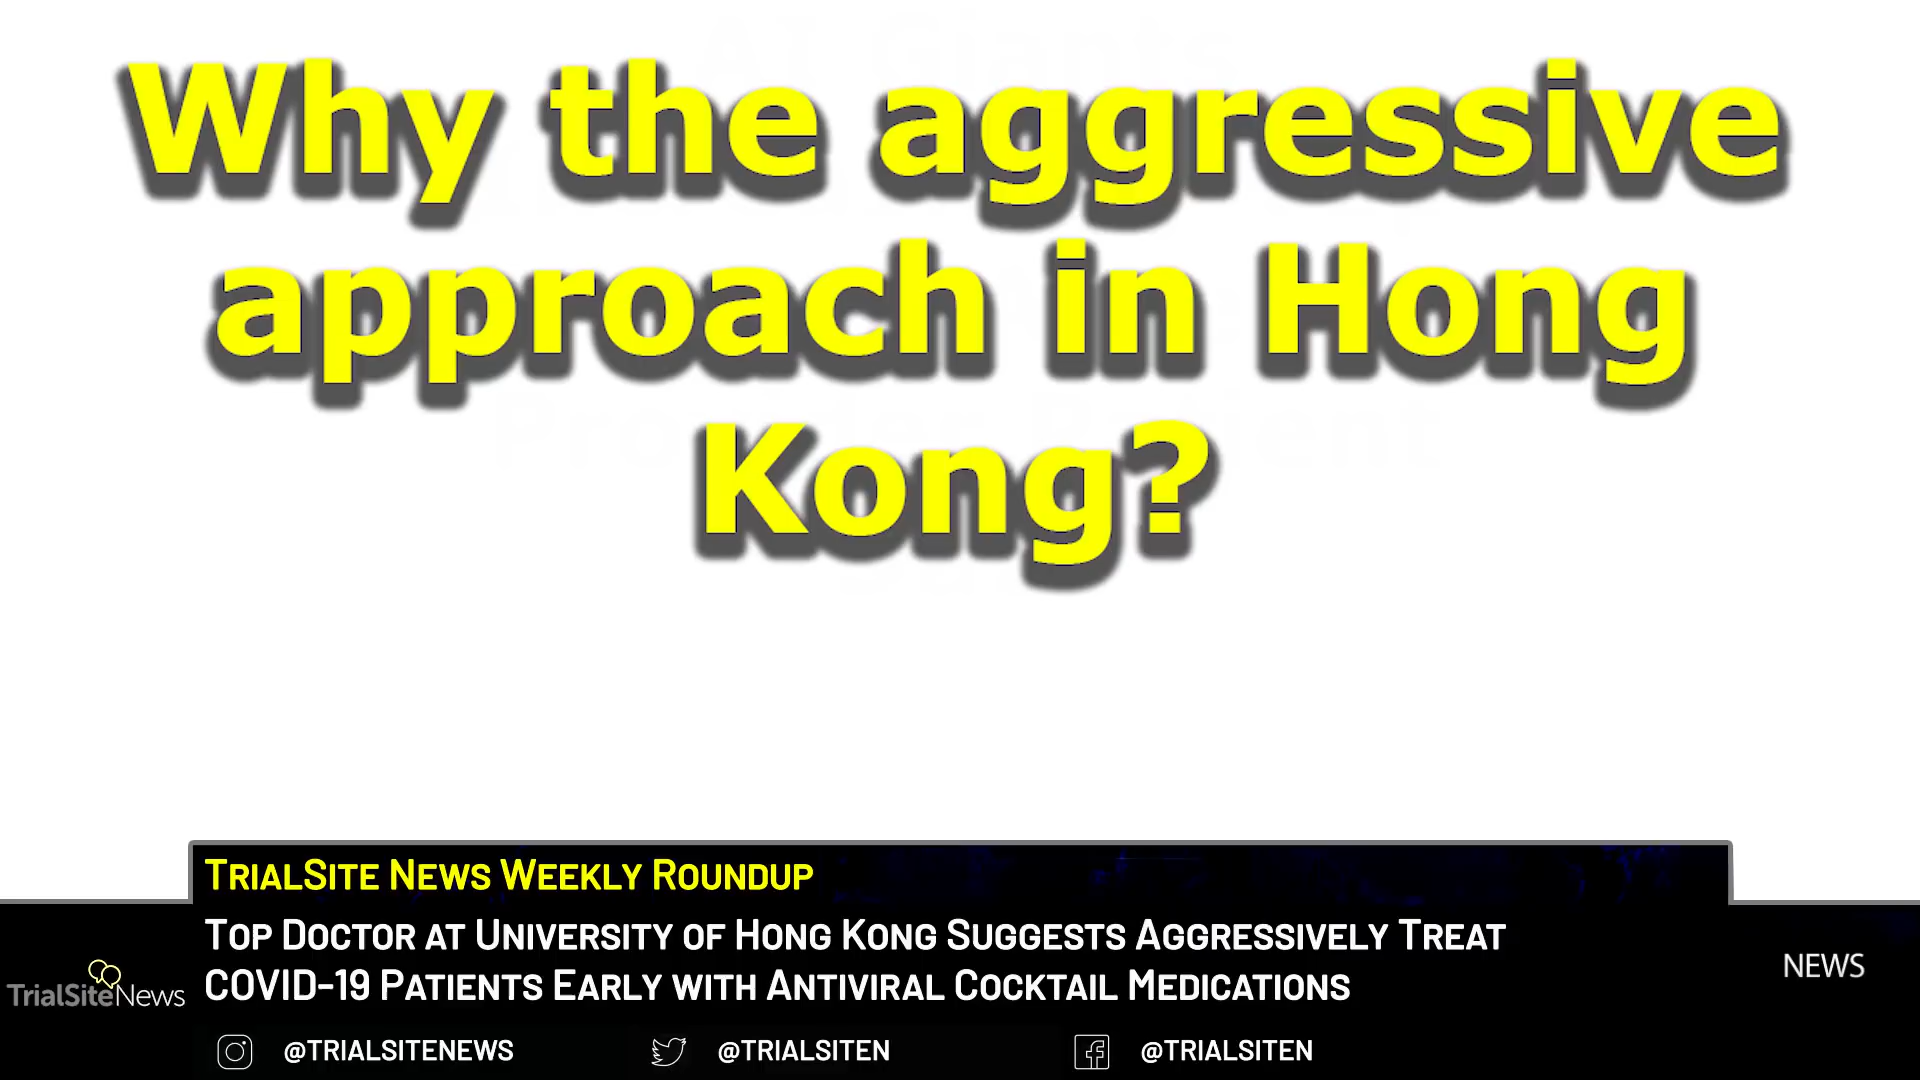 Why the aggressive
approach in Hong
Kong?
TrialSite News Weekly Roundup
Top Doctor at University of Hong Kong Suggests Aggressively Treat
COVID-19 Patients Early with Antiviral Cocktail Medications
TrialSiteNews
NEWS
@TRIALSITENEWS
@TRIALSITEN
@TRIALSITEN